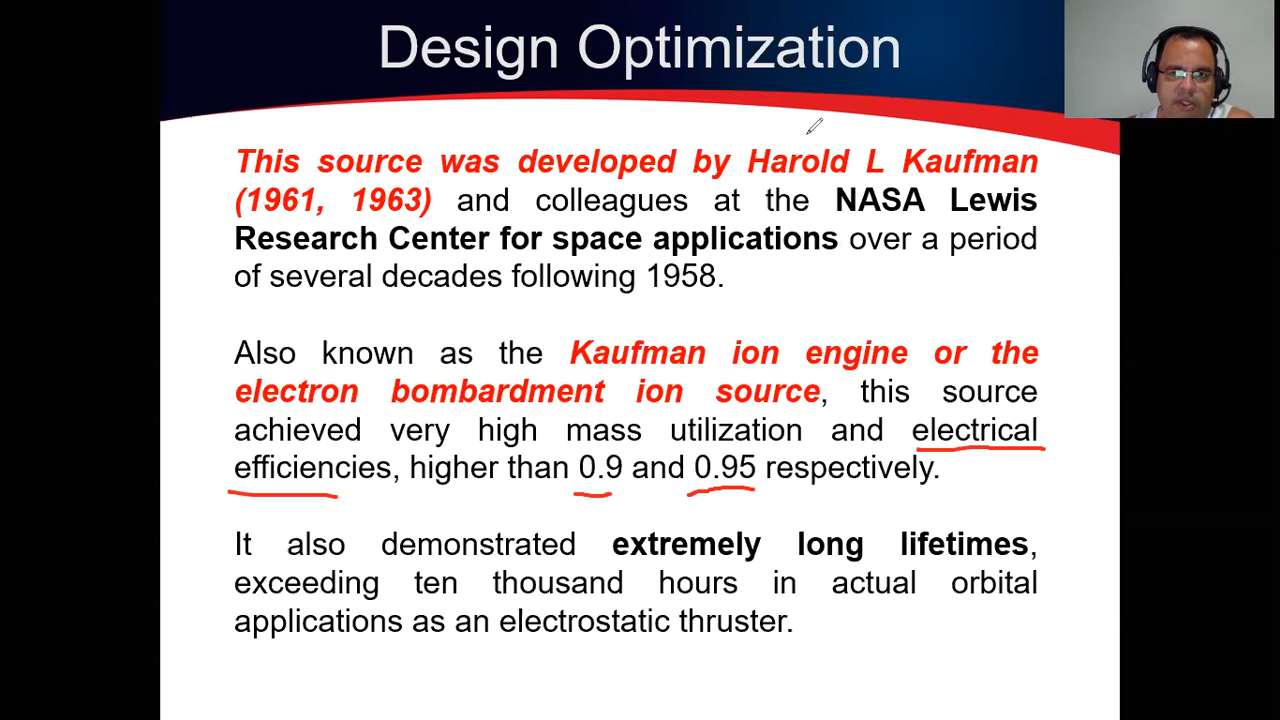 Design Optimization
This source was developed by Harold L Kaufman
(1961, 1963) and colleagues at the NASA Lewis
Research Center for space applications over a period
of several decades following 1958.
Also known as the Kaufman ion engine or the
electron bombardment ion source, this source
achieved very high mass utilization and electrical
efficiencies, higher than 0.9 and 0.95 respectively.
It also demonstrated extremely long lifetimes,
exceeding ten thousand hours in actual orbital
applications as an electrostatic thruster.